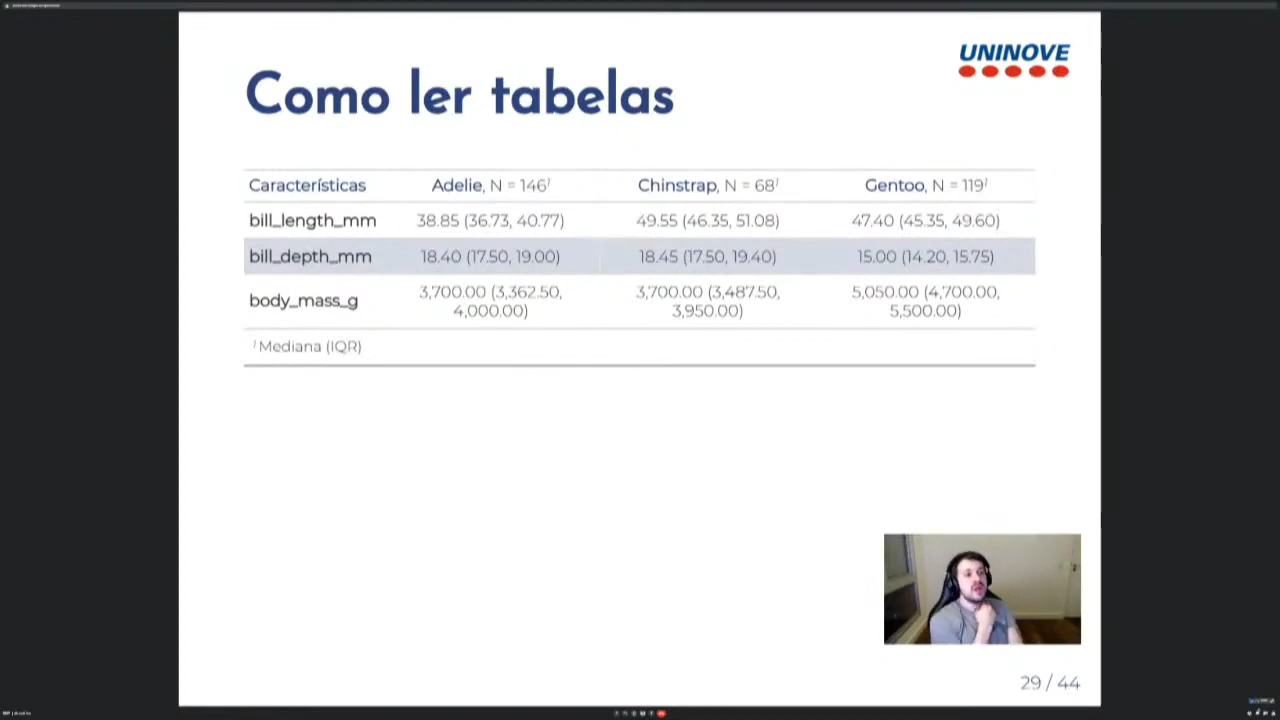 UNINOVE
Como ler tabelas
Características Adelie, N = 146¹ Chinstrap, N = 68¹ Gentoo, N = 119¹
bill_length_mm 38.85 (36.73, 40.77) 49.55 (46.35, 51.08) 47.40 (45.35, 49.60)
bill_depth_mm 18.40 (17.50, 19.00) 18.45 (17.50, 19.40) 15.00 (14.20, 15.75)
body_mass_g 3,700.00 (3,362.50, 3,700.00 (3,487.50, 5,050.00 (4,700.00,
4,000.00) 3,950.00) 5,500.00)
¹ Mediana (IQR)
29 / 44